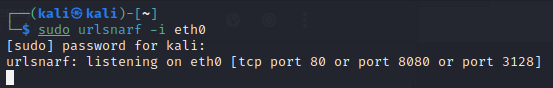 ┌──(kali㉿kali)-[~]
└─$ sudo urlsnarf -i eth0
[sudo] password for kali:
urlsnarf: listening on eth0 [tcp port 80 or port 8080 or port 3128]